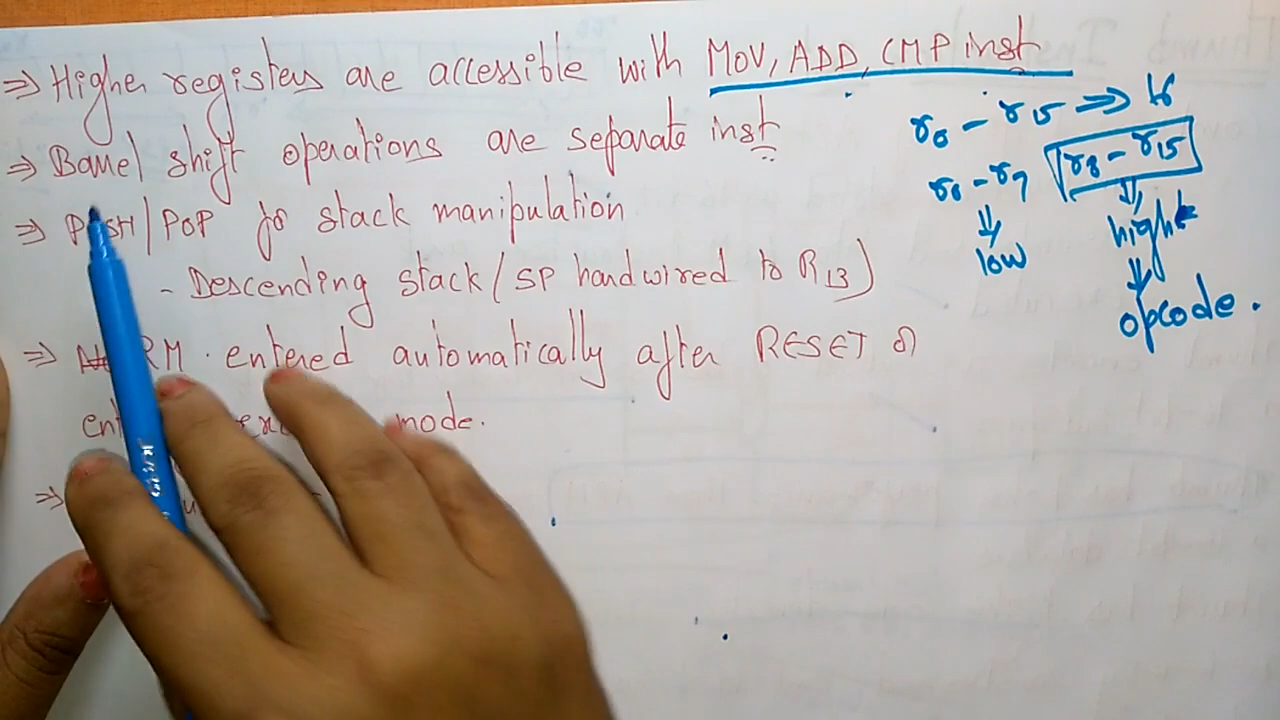 ⇒ Higher registers are accessible with MOV, ADD, CMP inst
⇒ Barrel shift operations are separate inst
⇒ PUSH/POP for stack manipulation
- Descending stack (SP hardwired to R13)
⇒ ARM entered automatically after RESET or
mode.
⇒
r0 - r15 ⇒ 16
r0 - r7
r8 - r15
low
high
opcode.